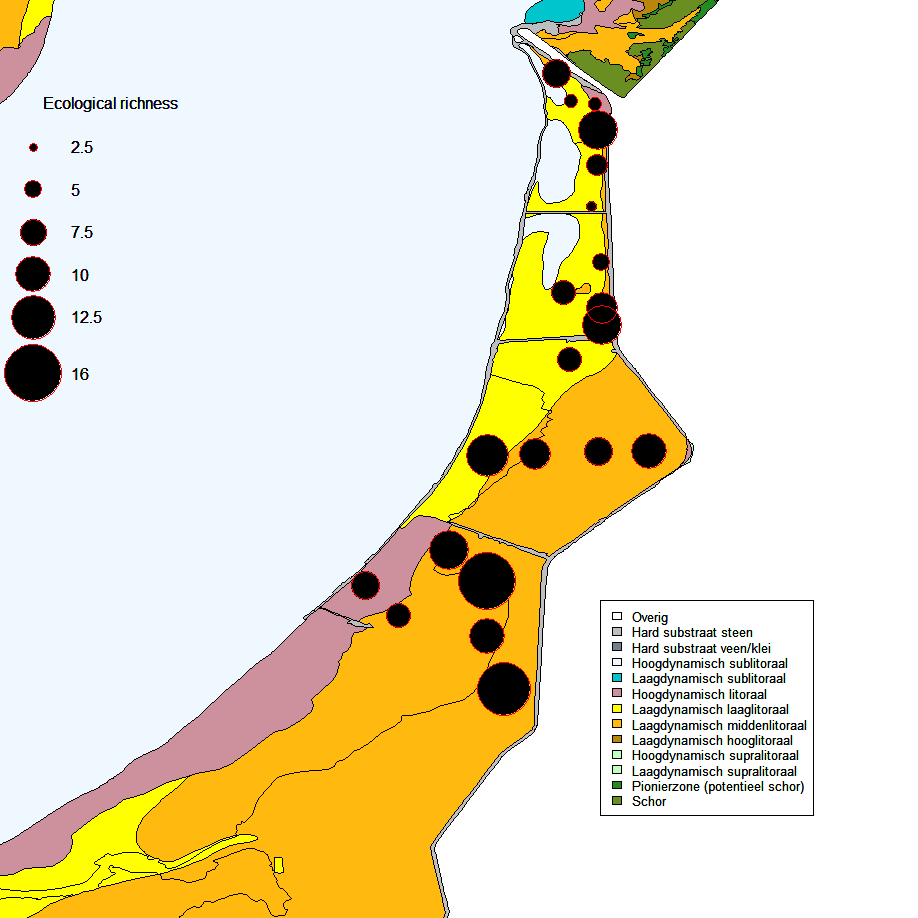 Ecological richness
2.5
5
7.5
10
12.5
16
Overig
Hard substraat steen
Hard substraat veen/klei
Hoogdynamisch sublitoraal
Laagdynamisch sublitoraal
Hoogdynamisch litoraal
Laagdynamisch laaglitoraal
Laagdynamisch middenlitoraal
Laagdynamisch hooglitoraal
Hoogdynamisch supralitoraal
Laagdynamisch supralitoraal
Pionierzone (potentieel schor)
Schor